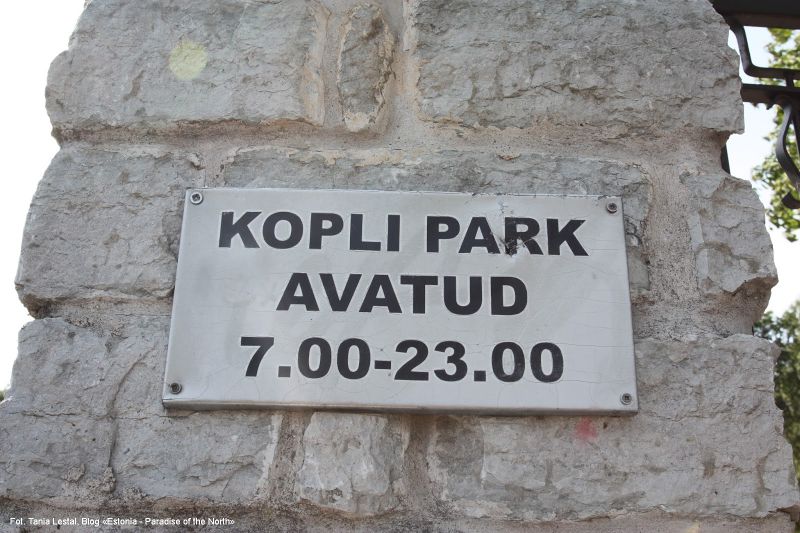 KOPLI PARK
AVATUD
7.00-23.00
Fot. Tania Lestal, Blog «Estonia - Paradise of the North»